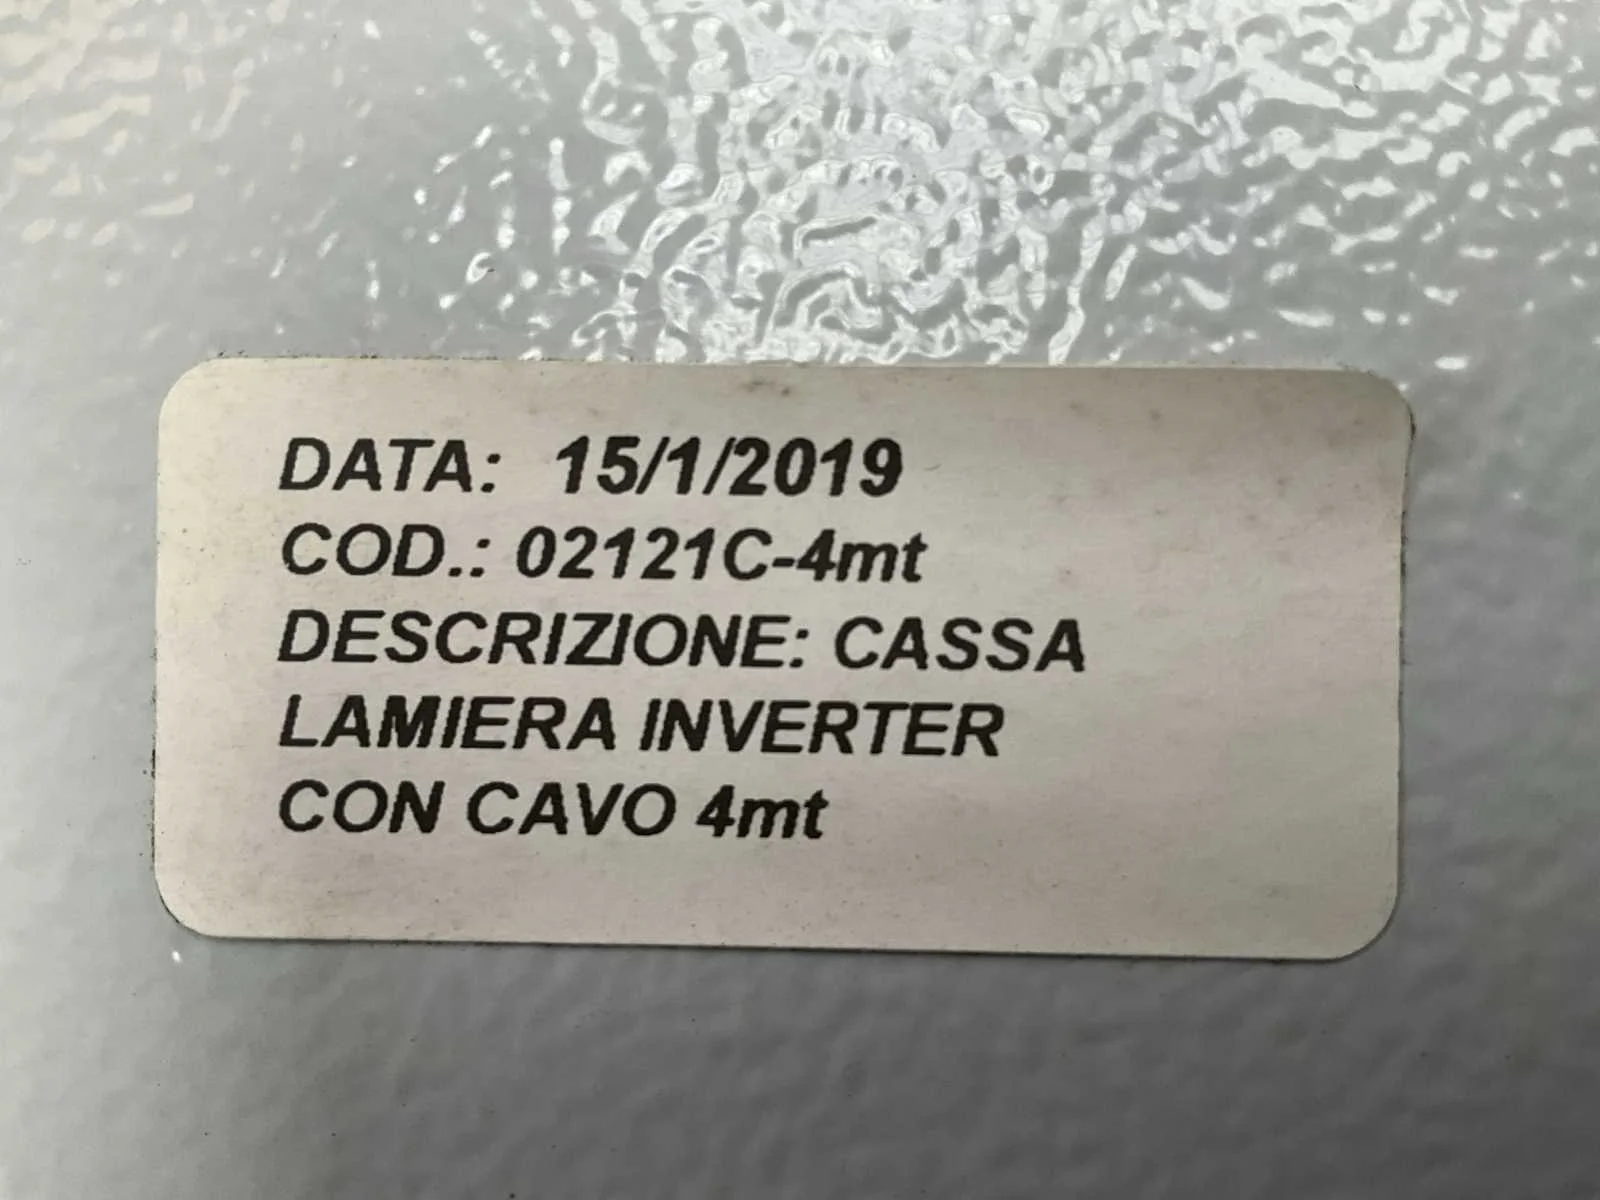 DATA: 15/1/2019
COD.: 02121C-4mt
DESCRIZIONE: CASSA
LAMIERA INVERTER
CON CAVO 4mt